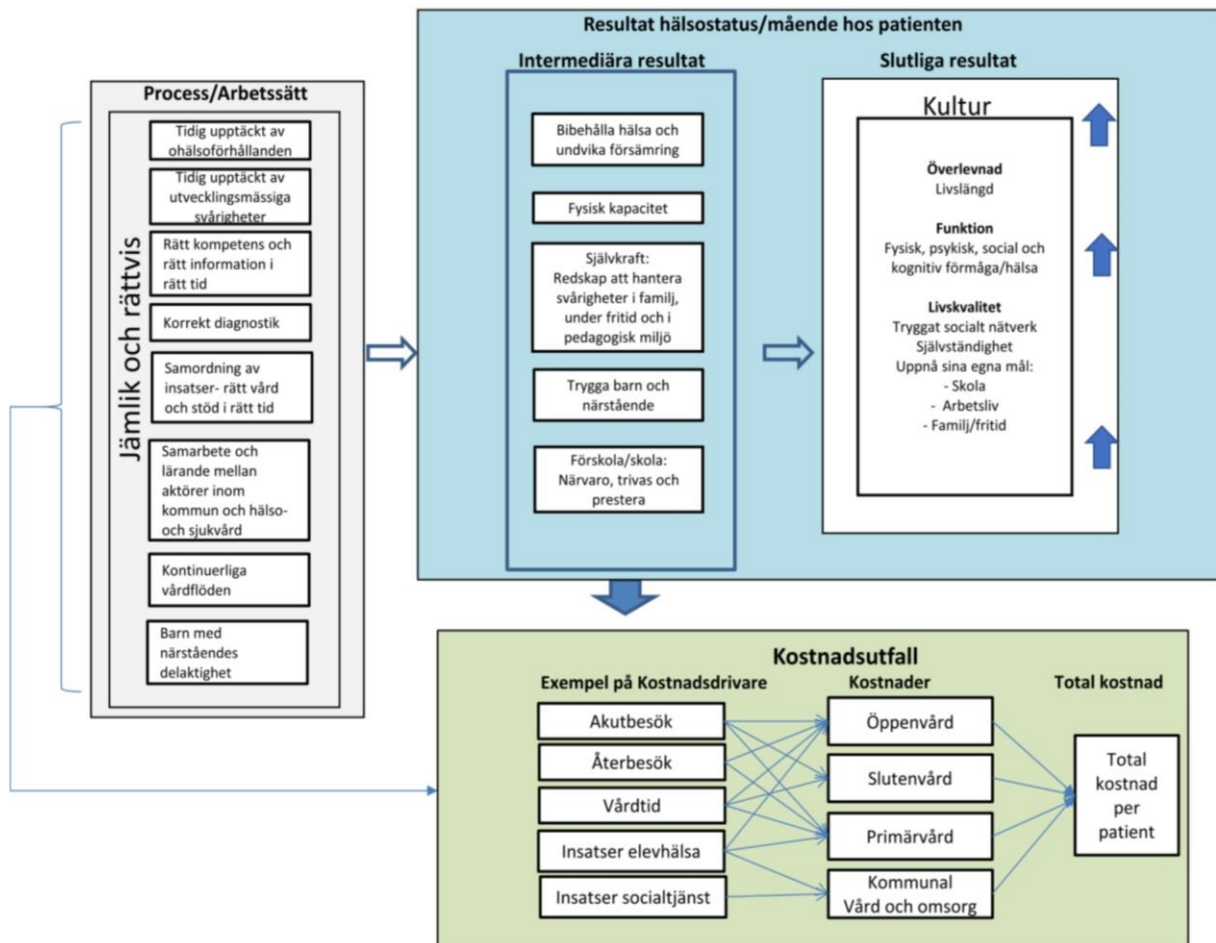 Process/Arbetssätt
Jämlik och rättvis
Tidig upptäckt av
ohälsoförhållanden
Tidig upptäckt av
utvecklingsmässiga
svårigheter
Rätt kompetens och
rätt information i
rätt tid
Korrekt diagnostik
Samordning av
insatser- rätt vård
och stöd i rätt tid
Samarbete och
lärande mellan
aktörer inom
kommun och hälso-
och sjukvård
Kontinuerliga
vårdflöden
Barn med
närståendes
delaktighet
Resultat hälsostatus/mående hos patienten
Intermediära resultat
Bibehålla hälsa och
undvika försämring
Fysisk kapacitet
Självkraft:
Redskap att hantera
svårigheter i familj,
under fritid och i
pedagogisk miljö
Trygga barn och
närstående
Förskola/skola:
Närvaro, trivas och
prestera
Slutliga resultat
Kultur
Överlevnad
Livslängd
Funktion
Fysisk, psykisk, social och
kognitiv förmåga/hälsa
Livskvalitet
Tryggat socialt nätverk
Självständighet
Uppnå sina egna mål:
- Skola
- Arbetsliv
- Familj/fritid
Kostnadsutfall
Exempel på Kostnadsdrivare
Akutbesök
Återbesök
Vårdtid
Insatser elevhälsa
Insatser socialtjänst
Kostnader
Öppenvård
Slutenvård
Primärvård
Kommunal
Vård och omsorg
Total kostnad
Total
kostnad
per
patient